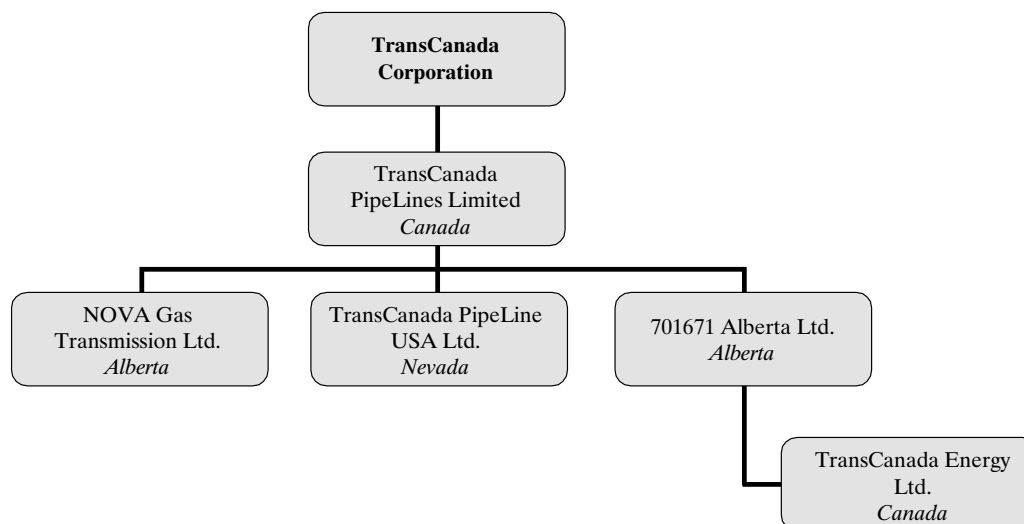 TransCanada
Corporation
TransCanada
PipeLines Limited
Canada
NOVA Gas
Transmission Ltd.
Alberta
TransCanada PipeLine
USA Ltd.
Nevada
701671 Alberta Ltd.
Alberta
TransCanada Energy
Ltd.
Canada